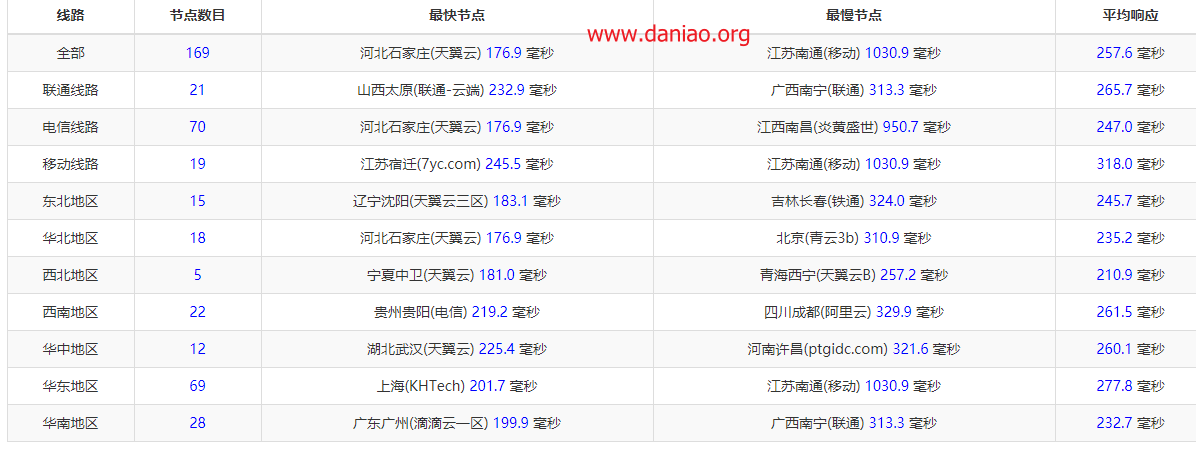 线路 节点数目 最快节点 最慢节点 平均响应
www.daniao.org
全部 169 河北石家庄(天翼云) 176.9 毫秒 江苏南通(移动) 1030.9 毫秒 257.6 毫秒
联通线路 21 山西太原(联通-云端) 232.9 毫秒 广西南宁(联通) 313.3 毫秒 265.7 毫秒
电信线路 70 河北石家庄(天翼云) 176.9 毫秒 江西南昌(炎黄盛世) 950.7 毫秒 247.0 毫秒
移动线路 19 江苏宿迁(7yc.com) 245.5 毫秒 江苏南通(移动) 1030.9 毫秒 318.0 毫秒
东北地区 15 辽宁沈阳(天翼云三区) 183.1 毫秒 吉林长春(铁通) 324.0 毫秒 245.7 毫秒
华北地区 18 河北石家庄(天翼云) 176.9 毫秒 北京(青云3b) 310.9 毫秒 235.2 毫秒
西北地区 5 宁夏中卫(天翼云) 181.0 毫秒 青海西宁(天翼云B) 257.2 毫秒 210.9 毫秒
西南地区 22 贵州贵阳(电信) 219.2 毫秒 四川成都(阿里云) 329.9 毫秒 261.5 毫秒
华中地区 12 湖北武汉(天翼云) 225.4 毫秒 河南许昌(ptgidc.com) 321.6 毫秒 260.1 毫秒
华东地区 69 上海(KHTech) 201.7 毫秒 江苏南通(移动) 1030.9 毫秒 277.8 毫秒
华南地区 28 广东广州(滴滴云一区) 199.9 毫秒 广西南宁(联通) 313.3 毫秒 232.7 毫秒